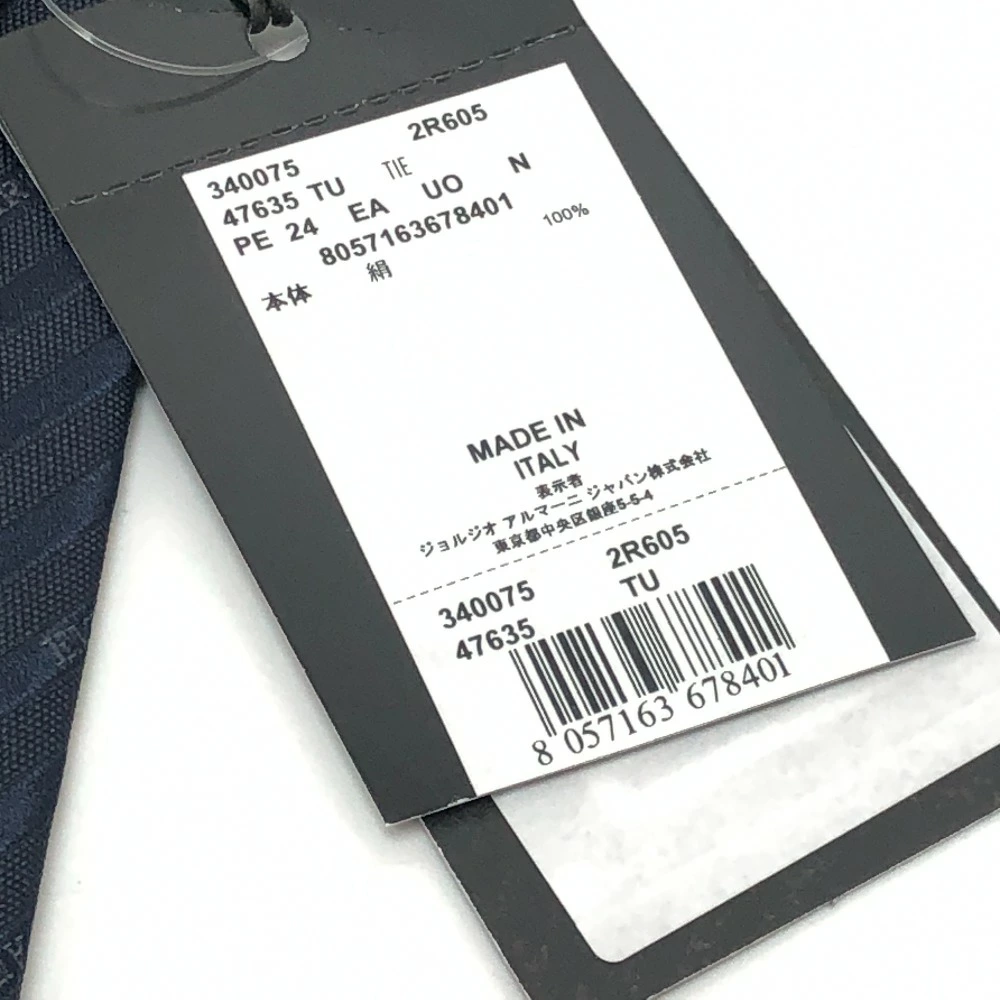 340075 2R605
47635 TU TIE
PE 24 EA UO N
8057163678401
本体 絹 100%
MADE IN
ITALY
表示者
ジョルジオ アルマーニ ジャパン株式会社
東京都中央区銀座5-5-4
340075 2R605
47635 TU
8 057163 678401